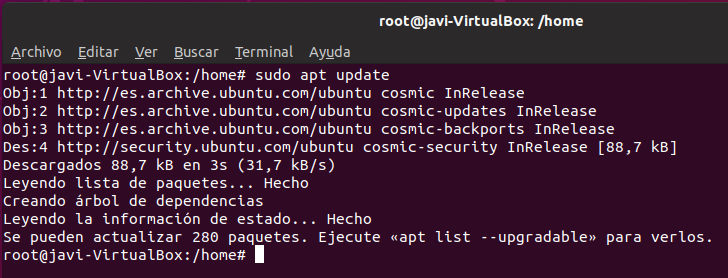 root@javi-VirtualBox: /home
Archivo Editar Ver Buscar Terminal Ayuda
root@javi-VirtualBox:/home# sudo apt update
Obj:1 http://es.archive.ubuntu.com/ubuntu cosmic InRelease
Obj:2 http://es.archive.ubuntu.com/ubuntu cosmic-updates InRelease
Obj:3 http://es.archive.ubuntu.com/ubuntu cosmic-backports InRelease
Des:4 http://security.ubuntu.com/ubuntu cosmic-security InRelease [88,7 kB]
Descargados 88,7 kB en 3s (31,7 kB/s)
Leyendo lista de paquetes... Hecho
Creando árbol de dependencias
Leyendo la información de estado... Hecho
Se pueden actualizar 280 paquetes. Ejecute «apt list --upgradable» para verlos.
root@javi-VirtualBox:/home#